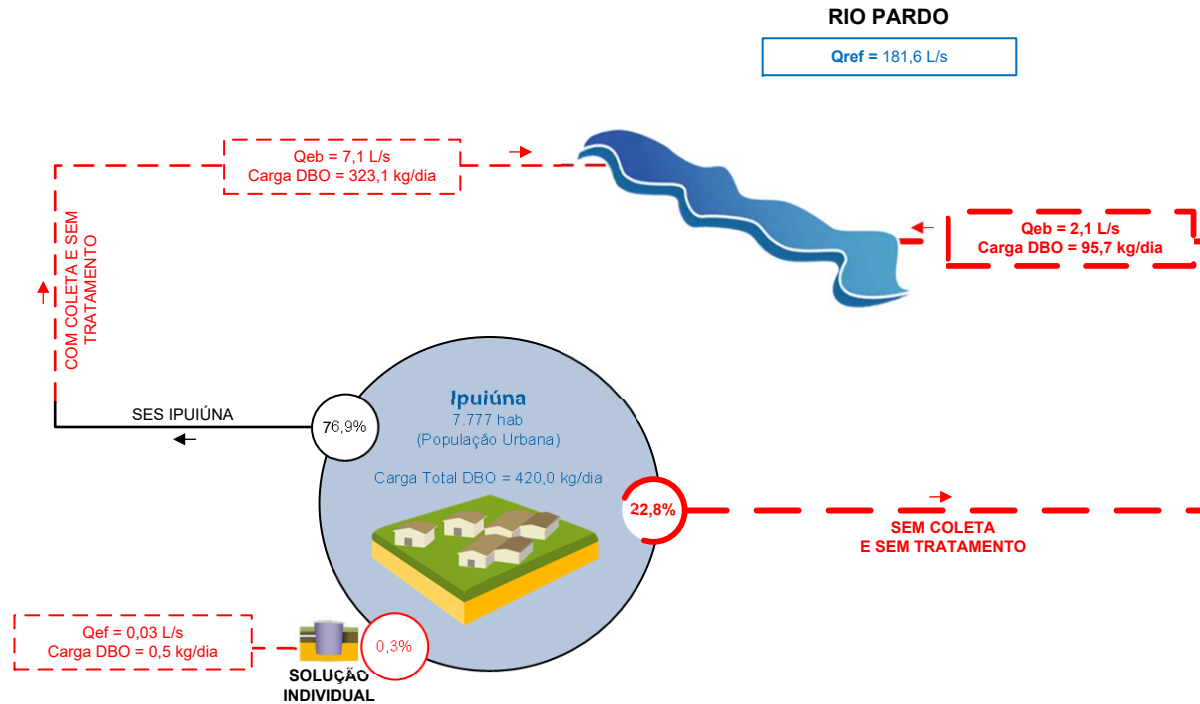 RIO PARDO
Qref = 181,6 L/s
Qeb = 7,1 L/s
Carga DBO = 323,1 kg/dia
Qeb = 2,1 L/s
Carga DBO = 95,7 kg/dia
COM COLETA E SEM
TRATAMENTO
SES IPUIÚNA
76,9%
Ipuiúna
7.777 hab
(População Urbana)
Carga Total DBO = 420,0 kg/dia
22,8%
SEM COLETA
E SEM TRATAMENTO
Qef = 0,03 L/s
Carga DBO = 0,5 kg/dia
0,3%
SOLUÇÃO
INDIVIDUAL